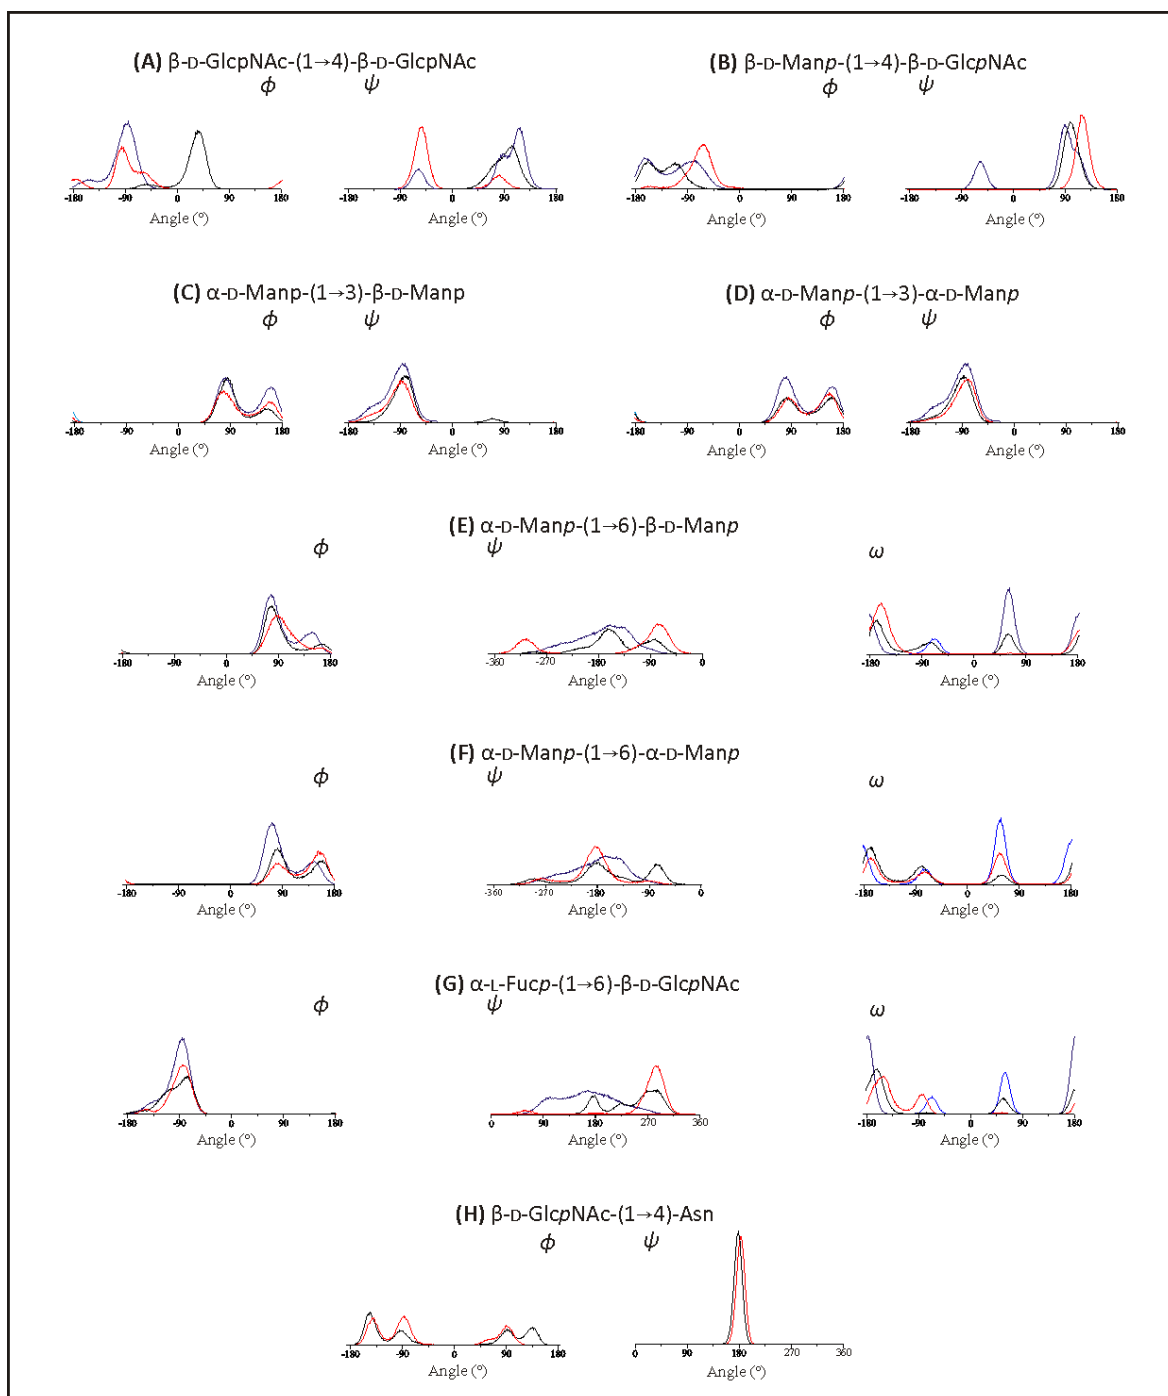 (A) β-D-GlcpNAc-(1→4)-β-D-GlcpNAc
ϕ ψ
-180 -90 0 90 180
Angle (°)
-180 -90 0 90 180
Angle (°)
(B) β-D-Manp-(1→4)-β-D-GlcpNAc
ϕ ψ
-180 -90 0 90 180
Angle (°)
-180 -90 0 90 180
Angle (°)
(C) α-D-Manp-(1→3)-β-D-Manp
ϕ ψ
-180 -90 0 90 180
Angle (°)
-180 -90 0 90 180
Angle (°)
(D) α-D-Manp-(1→3)-α-D-Manp
ϕ ψ
-180 -90 0 90 180
Angle (°)
-180 -90 0 90 180
Angle (°)
(E) α-D-Manp-(1→6)-β-D-Manp
ϕ ψ ω
-180 -90 0 90 180
Angle (°)
-360 -270 -180 -90 0
Angle (°)
-180 -90 0 90 180
Angle (°)
(F) α-D-Manp-(1→6)-α-D-Manp
ϕ ψ ω
-180 -90 0 90 180
Angle (°)
-360 -270 -180 -90 0
Angle (°)
-180 -90 0 90 180
Angle (°)
(G) α-L-Fucp-(1→6)-β-D-GlcpNAc
ϕ ψ ω
-180 -90 0 90 180
Angle (°)
0 90 180 270 360
Angle (°)
-180 -90 0 90 180
Angle (°)
(H) β-D-GlcpNAc-(1→4)-Asn
ϕ ψ
-180 -90 0 90 180
Angle (°)
0 90 180 270 360
Angle (°)